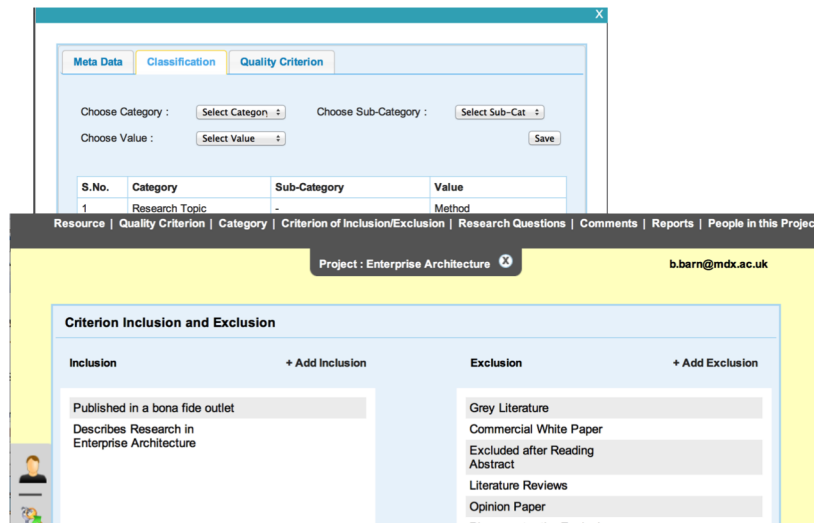 X
Meta Data Classification Quality Criterion
Choose Category : Select Category Choose Sub-Category : Select Sub-Cat
Choose Value : Select Value Save
S.No. Category Sub-Category Value
1 Research Topic - Method
Resource | Quality Criterion | Category | Criterion of Inclusion/Exclusion | Research Questions | Comments | Reports | People in this Projec
Project : Enterprise Architecture X b.barn@mdx.ac.uk
Criterion Inclusion and Exclusion
Inclusion + Add Inclusion Exclusion + Add Exclusion
Published in a bona fide outlet
Describes Research in
Enterprise Architecture
Grey Literature
Commercial White Paper
Excluded after Reading
Abstract
Literature Reviews
Opinion Paper